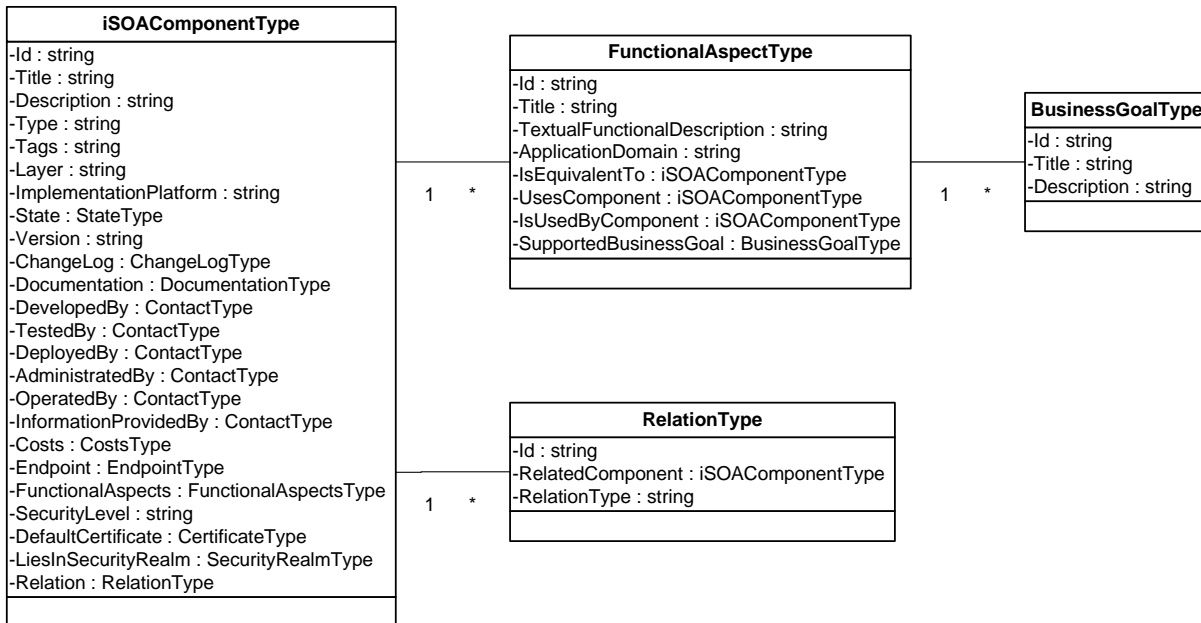 iSOAComponentType
-Id : string
-Title : string
-Description : string
-Type : string
-Tags : string
-Layer : string
-ImplementationPlatform : string
-State : StateType
-Version : string
-ChangeLog : ChangeLogType
-Documentation : DocumentationType
-DevelopedBy : ContactType
-TestedBy : ContactType
-DeployedBy : ContactType
-AdministratedBy : ContactType
-OperatedBy : ContactType
-InformationProvidedBy : ContactType
-Costs : CostsType
-Endpoint : EndpointType
-FunctionalAspects : FunctionalAspectsType
-SecurityLevel : string
-DefaultCertificate : CertificateType
-LiesInSecurityRealm : SecurityRealmType
-Relation : RelationType
1 *
1 *
FunctionalAspectType
-Id : string
-Title : string
-TextualFunctionalDescription : string
-ApplicationDomain : string
-IsEquivalentTo : iSOAComponentType
-UsesComponent : iSOAComponentType
-IsUsedByComponent : iSOAComponentType
-SupportedBusinessGoal : BusinessGoalType
1 *
BusinessGoalType
-Id : string
-Title : string
-Description : string
RelationType
-Id : string
-RelatedComponent : iSOAComponentType
-RelationType : string